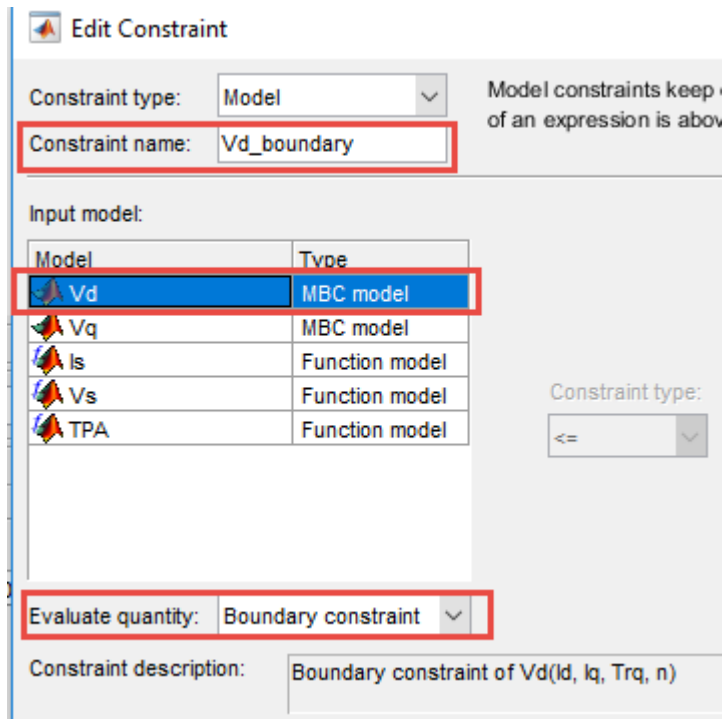 Edit Constraint
Constraint type: Model
Model constraints keep
of an expression is abov
Constraint name: Vd_boundary
Input model:
Model Type
Vd MBC model
Vq MBC model
Is Function model
Vs Function model
TPA Function model
Constraint type:
<=
Evaluate quantity: Boundary constraint
Constraint description: Boundary constraint of Vd(Id, Iq, Trq, n)